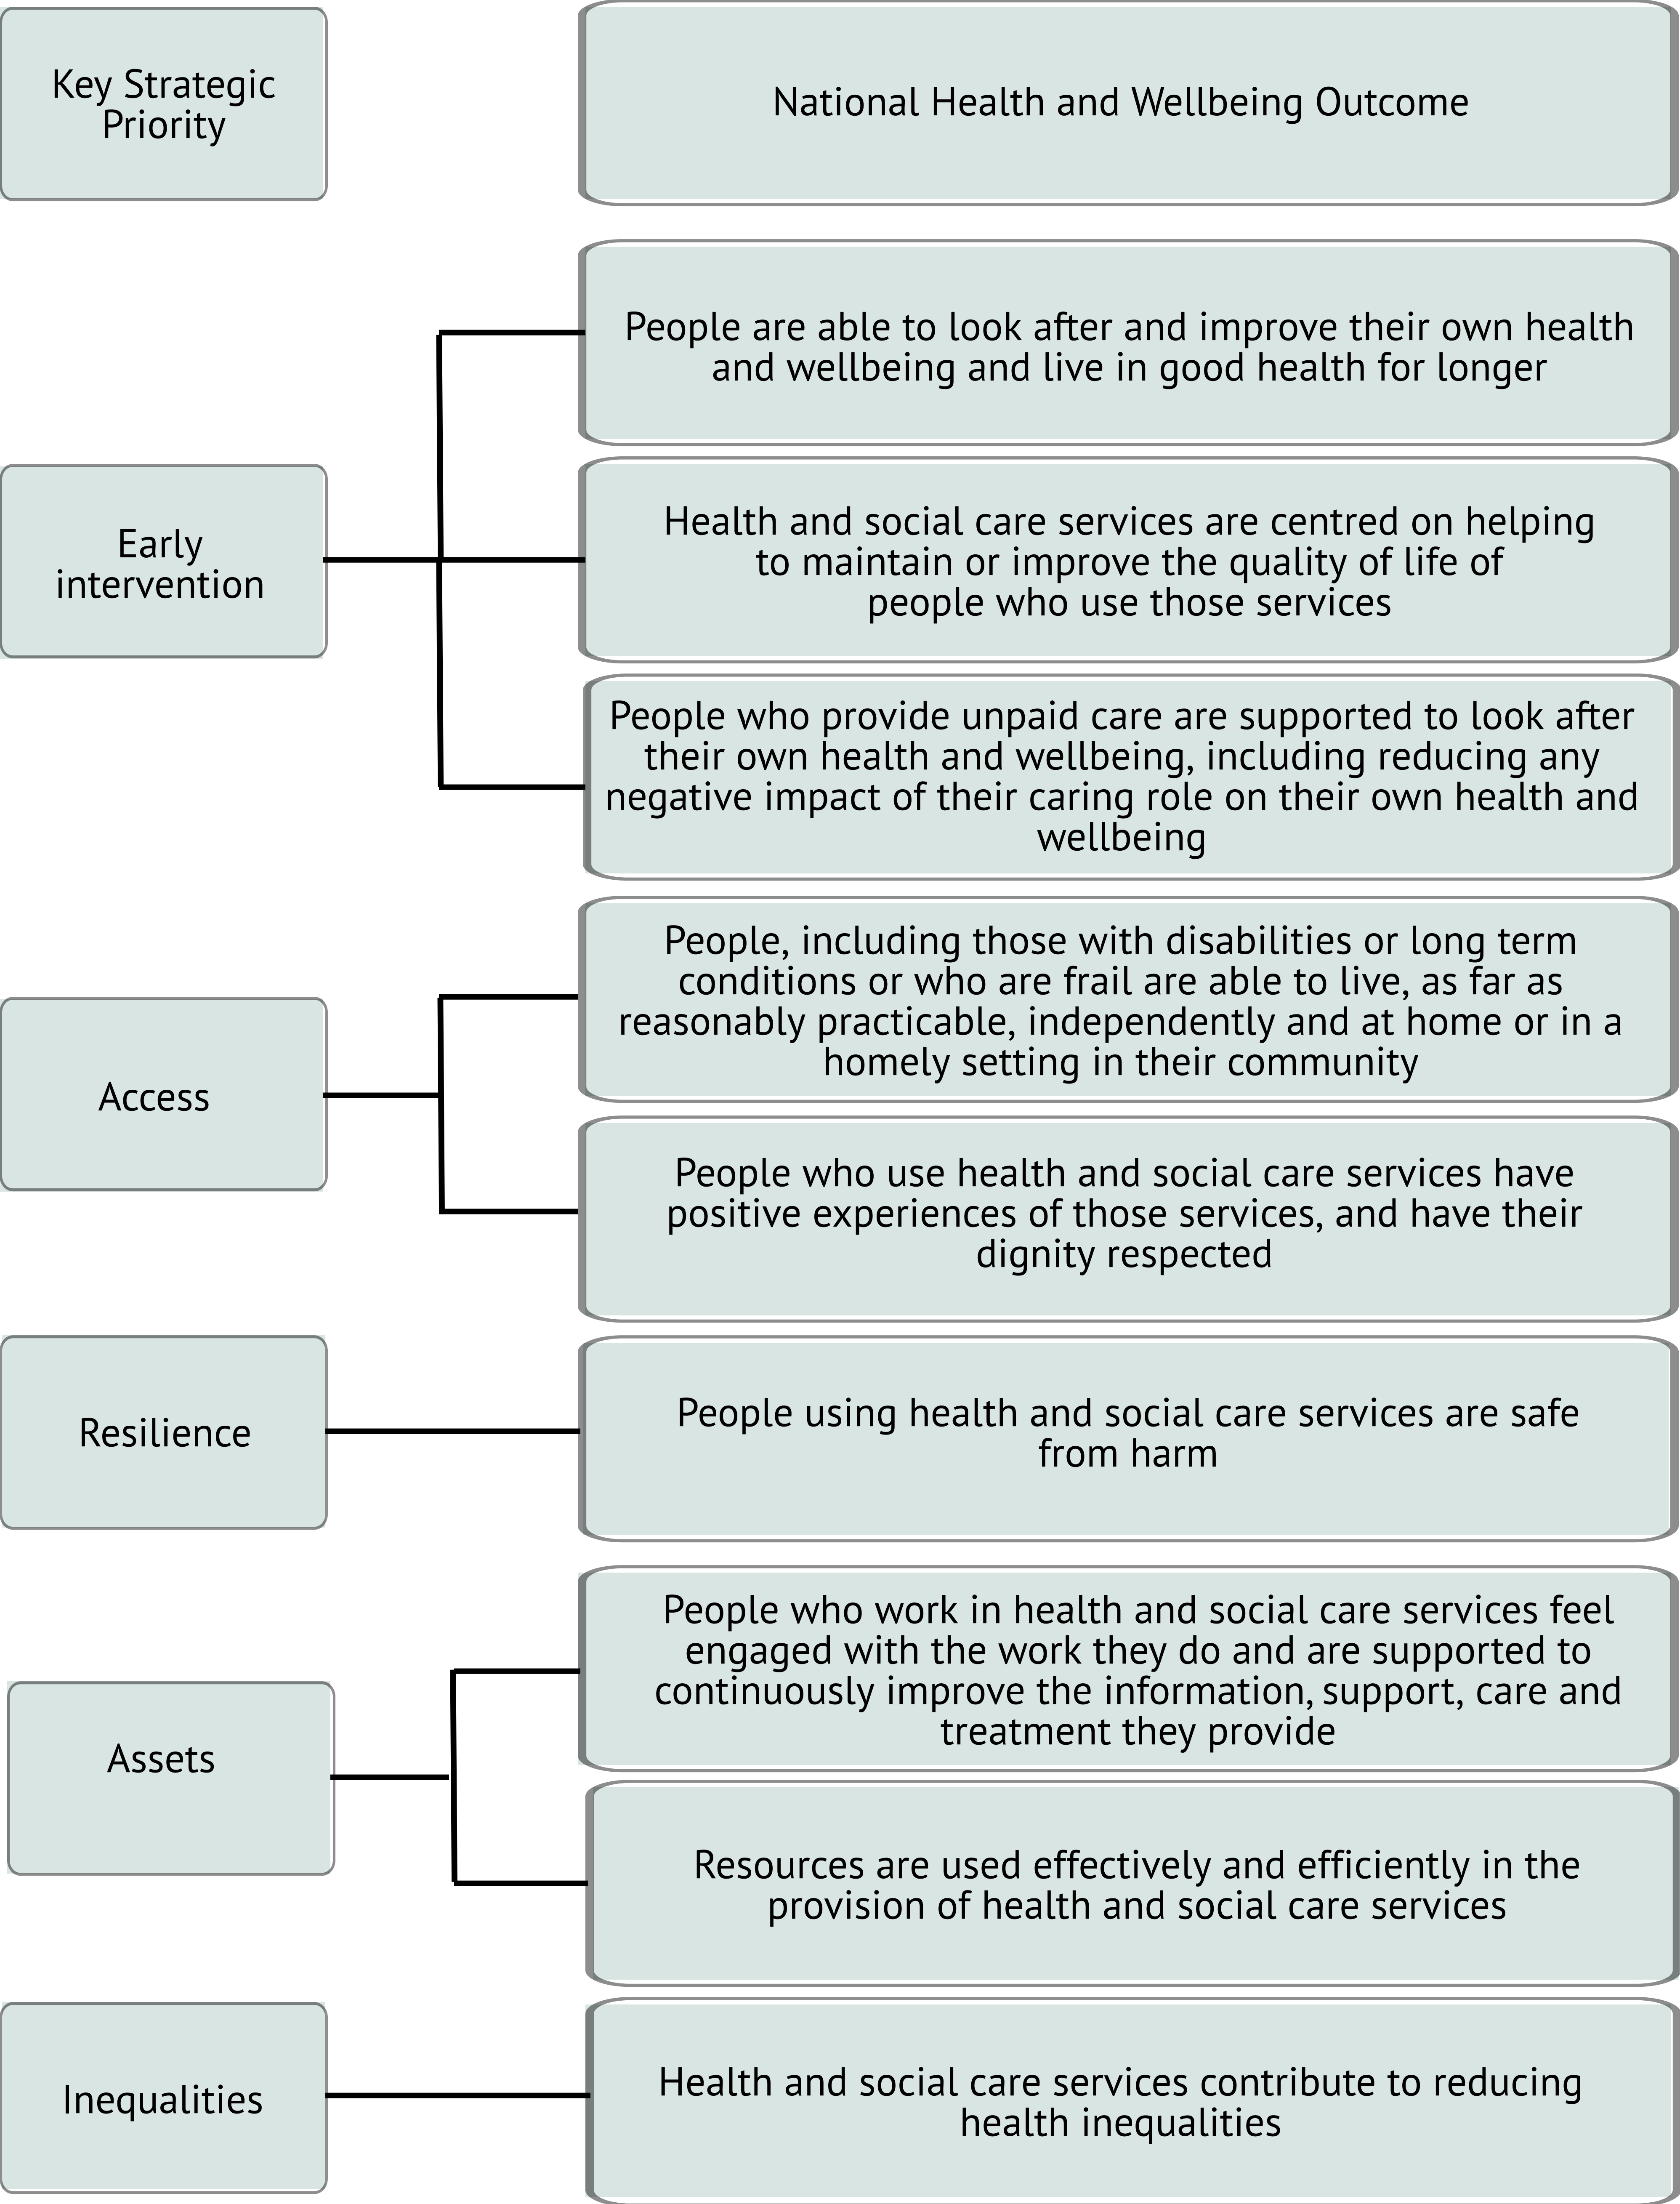 Key Strategic
Priority
National Health and Wellbeing Outcome
Early
intervention
People are able to look after and improve their own health
and wellbeing and live in good health for longer
Health and social care services are centred on helping
to maintain or improve the quality of life of
people who use those services
People who provide unpaid care are supported to look after
their own health and wellbeing, including reducing any
negative impact of their caring role on their own health and
wellbeing
Access
People, including those with disabilities or long term
conditions or who are frail are able to live, as far as
reasonably practicable, independently and at home or in a
homely setting in their community
People who use health and social care services have
positive experiences of those services, and have their
dignity respected
Resilience
People using health and social care services are safe
from harm
Assets
People who work in health and social care services feel
engaged with the work they do and are supported to
continuously improve the information, support, care and
treatment they provide
Resources are used effectively and efficiently in the
provision of health and social care services
Inequalities
Health and social care services contribute to reducing
health inequalities